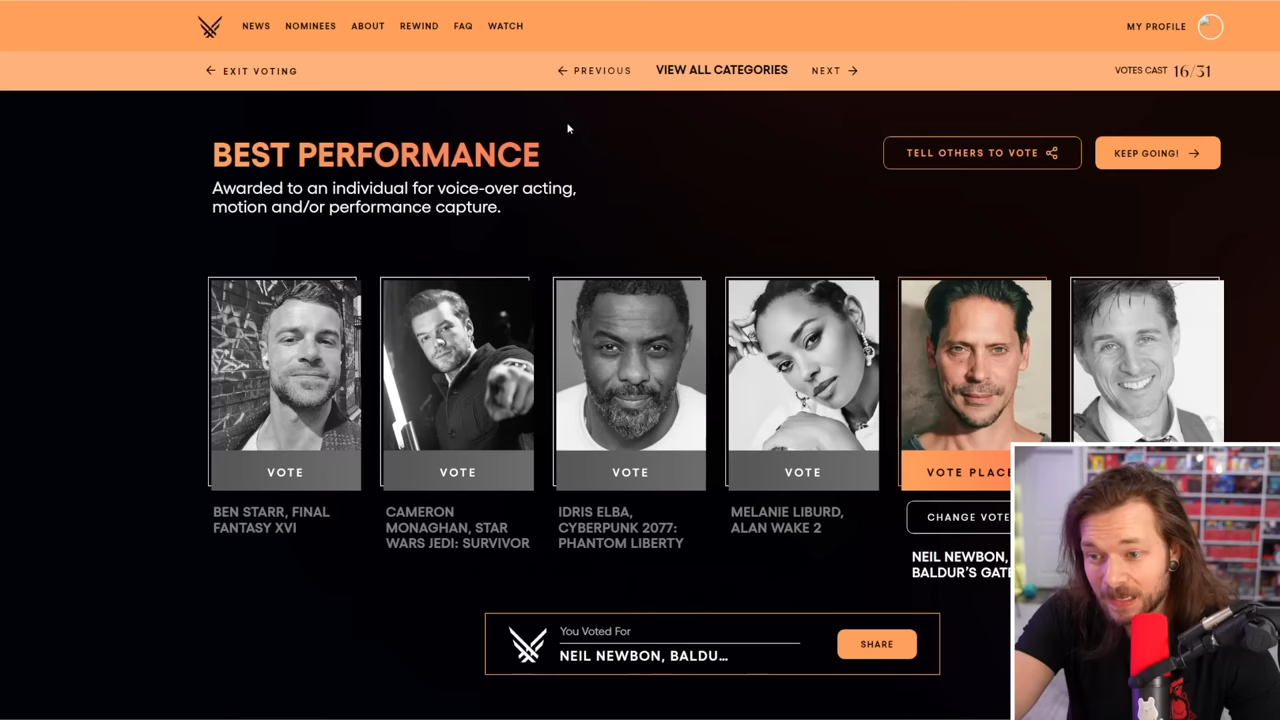 NEWS NOMINEES ABOUT REWIND FAQ WATCH MY PROFILE
EXIT VOTING PREVIOUS VIEW ALL CATEGORIES NEXT VOTES CAST 16/31
BEST PERFORMANCE
TELL OTHERS TO VOTE KEEP GOING!
Awarded to an individual for voice-over acting,
motion and/or performance capture.
VOTE VOTE VOTE VOTE VOTE PLACE
BEN STARR, FINAL
FANTASY XVI
CAMERON
MONAGHAN, STAR
WARS JEDI: SURVIVOR
IDRIS ELBA,
CYBERPUNK 2077:
PHANTOM LIBERTY
MELANIE LIBURD,
ALAN WAKE 2
CHANGE VOTE
NEIL NEWBON,
BALDUR'S GATE
You Voted For
NEIL NEWBON, BALDU...
SHARE